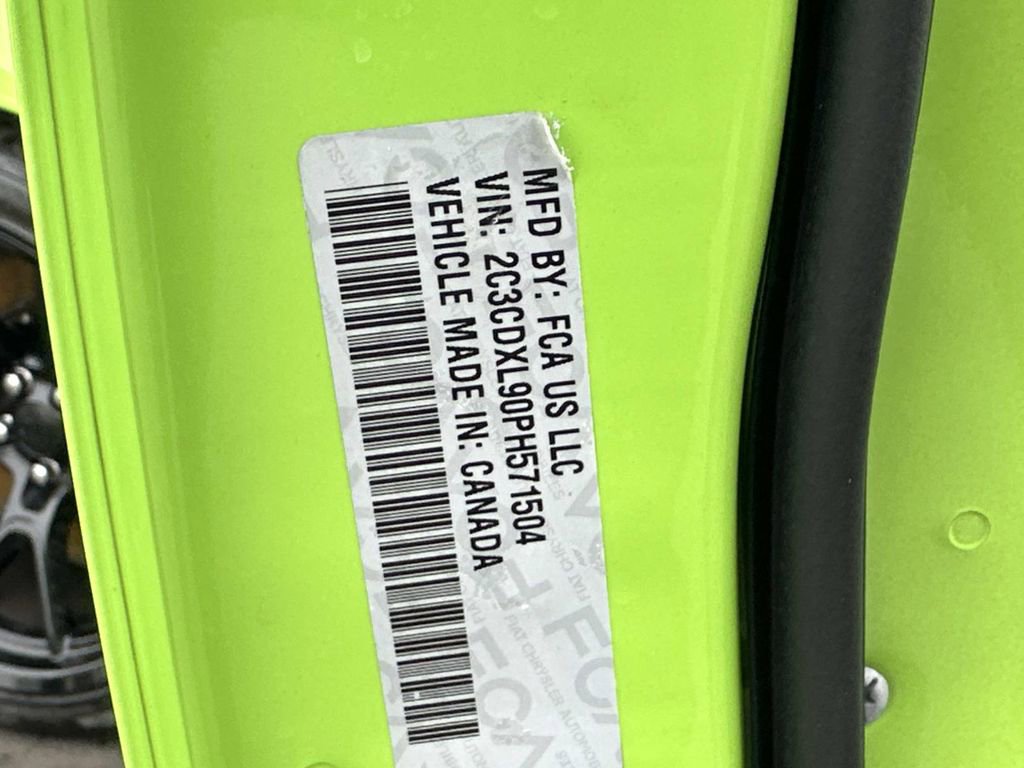 MFD BY: FCA US LLC
VIN: 2C3CDXL90PH571504
VEHICLE MADE IN: CANADA